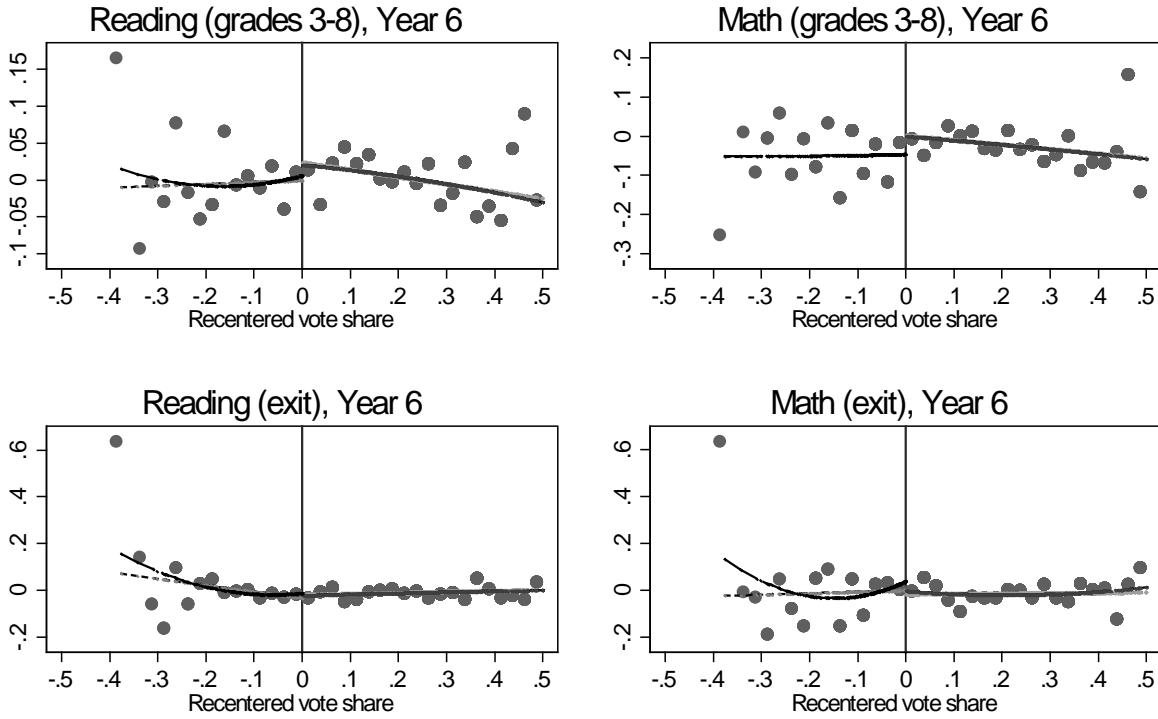 Reading (grades 3-8), Year 6
.15
.1
.05
0
-.05
-.1
-.5 -.4 -.3 -.2 -.1 0 .1 .2 .3 .4 .5
Recentered vote share
Math (grades 3-8), Year 6
.2
.1
0
-.1
-.2
-.3
-.5 -.4 -.3 -.2 -.1 0 .1 .2 .3 .4 .5
Recentered vote share
Reading (exit), Year 6
.6
.4
.2
0
-.2
-.5 -.4 -.3 -.2 -.1 0 .1 .2 .3 .4 .5
Recentered vote share
Math (exit), Year 6
.6
.4
.2
0
-.2
-.5 -.4 -.3 -.2 -.1 0 .1 .2 .3 .4 .5
Recentered vote share